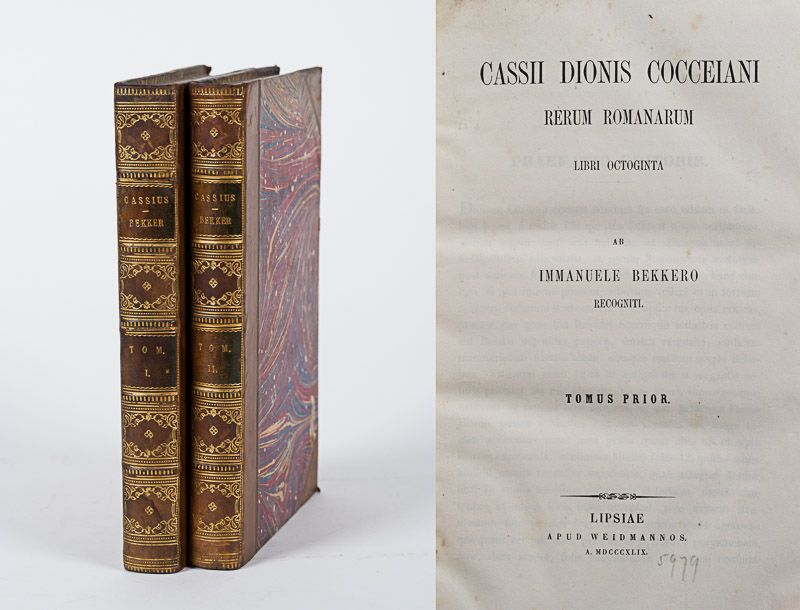 CASSIUS
BEKKER
TOM.
I.
CASSIUS
BEKKER
TOM.
II.
CASSII DIONIS COCCEIANI
RERUM ROMANARUM
LIBRI OCTOGINTA
AB
IMMANUELE BEKKERO
RECOGNITI.
TOMUS PRIOR.
LIPSIAE
APUD WEIDMANNOS.
A. MDCCCXLIX.
5979